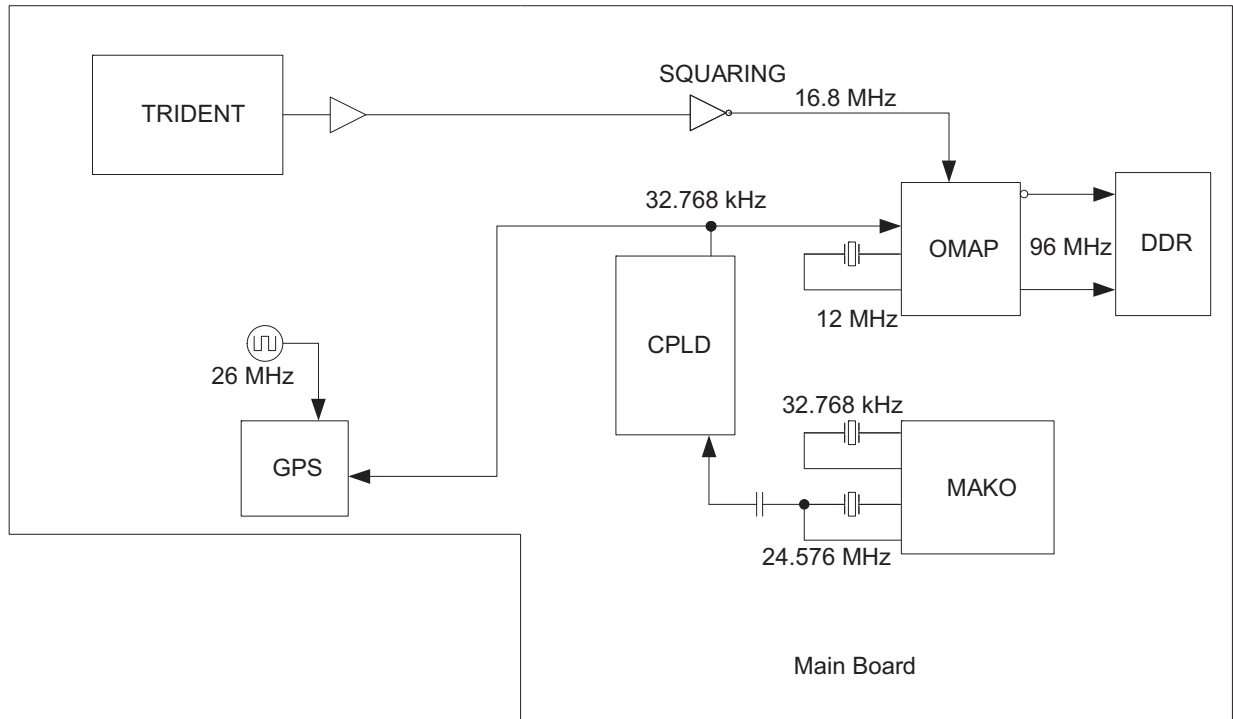 SQUARING
TRIDENT
16.8 MHz
32.768 kHz
OMAP
96 MHz
DDR
12 MHz
CPLD
26 MHz
GPS
32.768 kHz
MAKO
24.576 MHz
Main Board